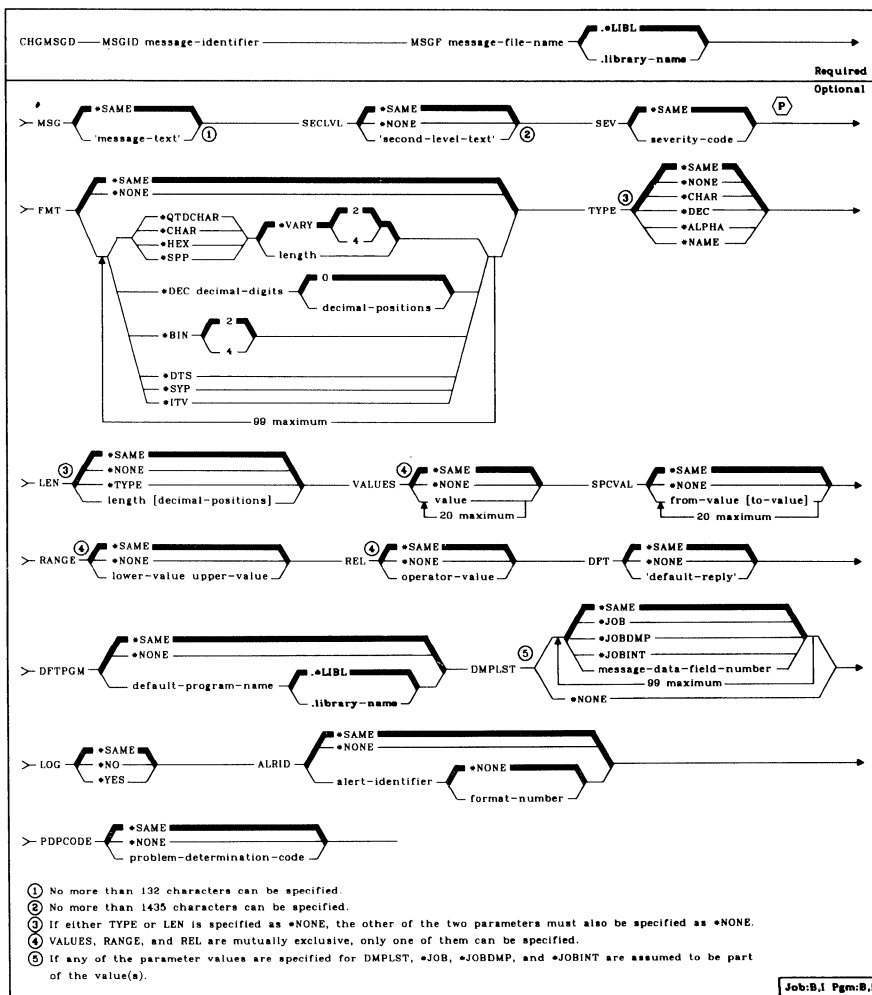 .*LIBL
CHGMSGD MSGID message-identifier MSGF message-file-name
.library-name
Required
Optional
*SAME *SAME *SAME P
MSG SECLVL *NONE SEV
'message-text' 1 'second-level-text' 2 severity-code
*SAME *SAME
*NONE 3 *NONE
FMT *QTDCHAR 2 TYPE *CHAR
*CHAR *VARY *DEC
*HEX 4 *ALPHA
*SPP length *NAME
0
*DEC decimal-digits
decimal-positions
2
*BIN
4
*DTS
*SYP
*ITV
99 maximum
3 *SAME 4 *SAME *SAME
*NONE *NONE *NONE
LEN *TYPE VALUES value SPCVAL from-value [to-value]
length [decimal-positions] 20 maximum 20 maximum
4 *SAME 4 *SAME *SAME
RANGE *NONE REL *NONE DFT *NONE
lower-value upper-value operator-value 'default-reply'
*SAME
*JOB
*SAME *JOBDMP
*NONE 5 *JOBINT
DFTPGM .*LIBL DMPLST message-data-field-number
default-program-name 99 maximum
.library-name *NONE
*SAME *SAME
LOG *NO ALRID *NONE
*YES *NONE
alert-identifier
format-number
*SAME
PDPCODE *NONE
problem-determination-code
1 No more than 132 characters can be specified.
2 No more than 1435 characters can be specified.
3 If either TYPE or LEN is specified as *NONE, the other of the two parameters must also be specified as *NONE.
4 VALUES, RANGE, and REL are mutually exclusive, only one of them can be specified.
5 If any of the parameter values are specified for DMPLST, *JOB, *JOBDMP, and *JOBINT are assumed to be part
of the value(s).
Job:B,I Pgm:B,